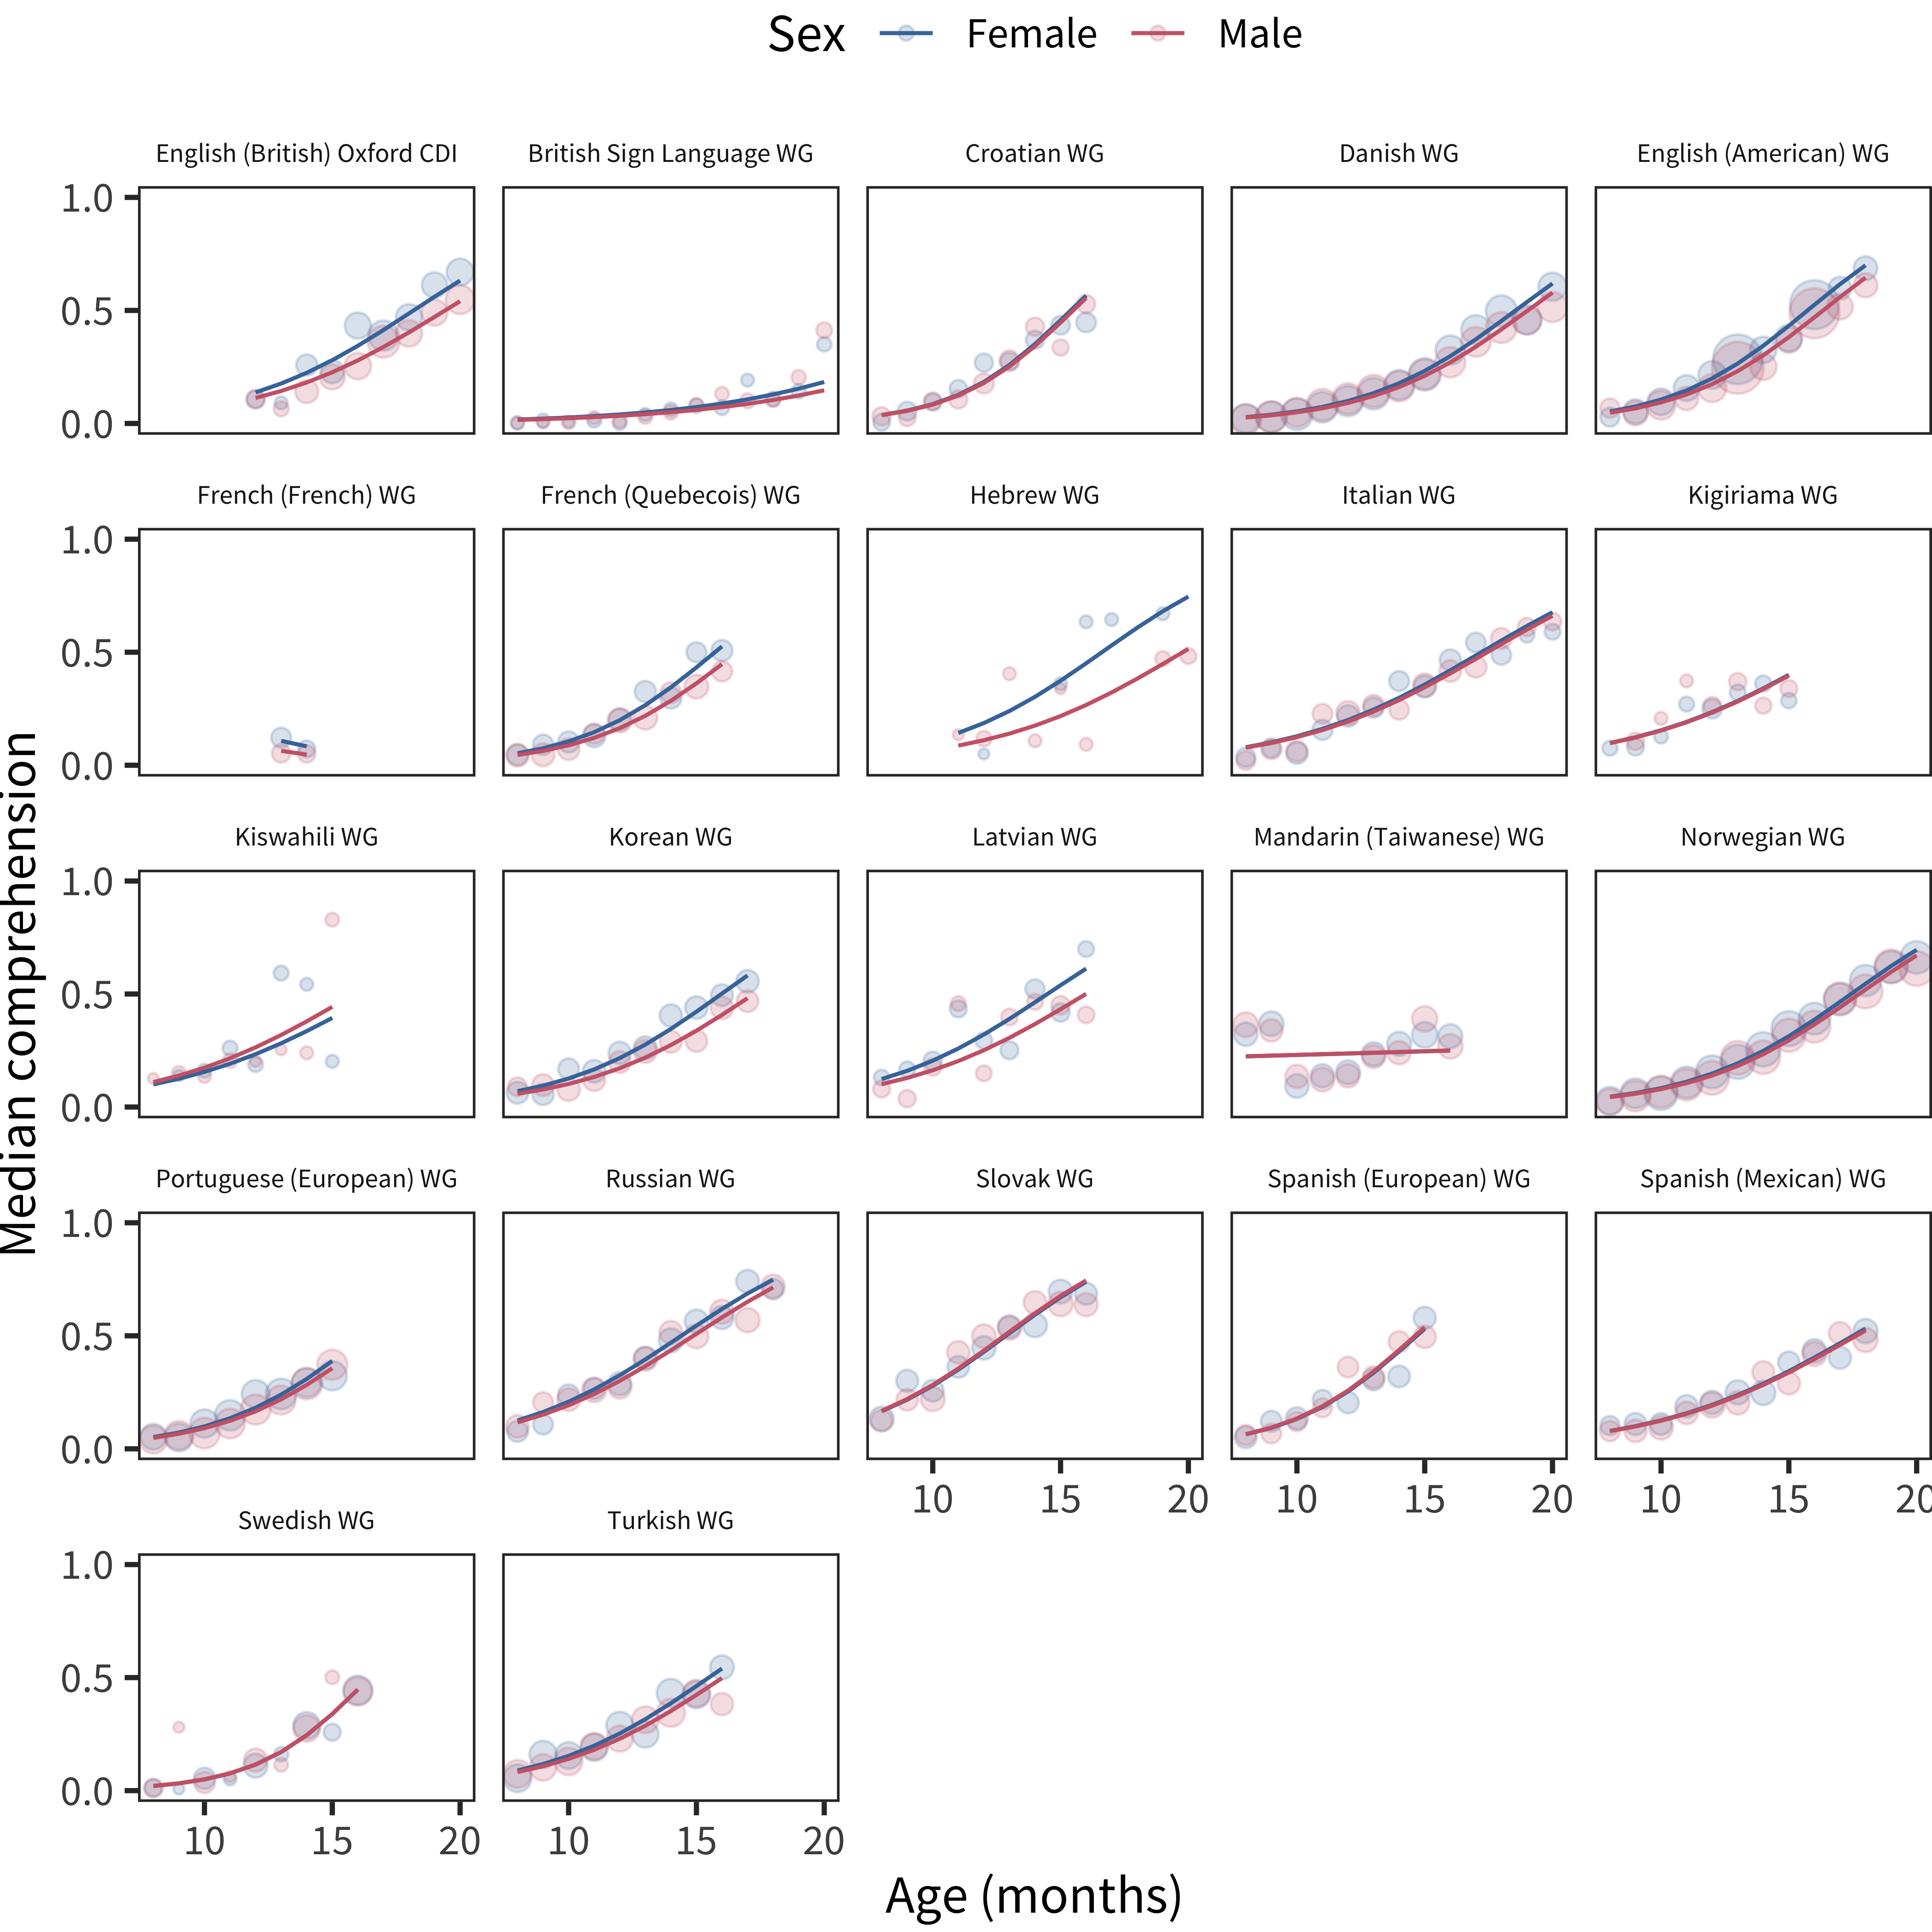 Sex Female Male
English (British) Oxford CDI British Sign Language WG Croatian WG Danish WG English (American) WG
1.0
0.5
0.0
French (French) WG French (Quebecois) WG Hebrew WG Italian WG Kigiriama WG
1.0
0.5
0.0
Kiswahili WG Korean WG Latvian WG Mandarin (Taiwanese) WG Norwegian WG
1.0
0.5
0.0
Portuguese (European) WG Russian WG Slovak WG Spanish (European) WG Spanish (Mexican) WG
1.0
0.5
0.0
10 15 20 10 15 20 10 15 20
Swedish WG Turkish WG
1.0
0.5
0.0
10 15 20 10 15 20
Age (months)
Median comprehension